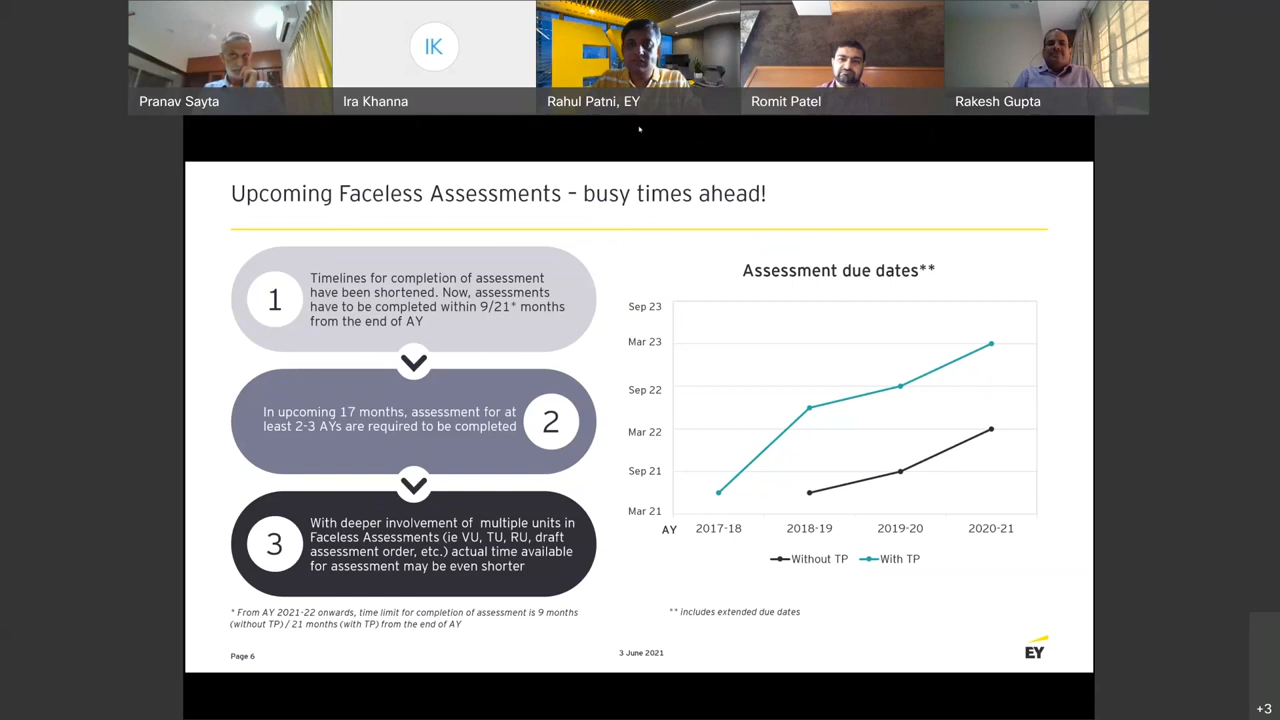 IK
EY
Pranav Sayta
Ira Khanna
Rahul Patni, EY
Romit Patel
Rakesh Gupta
Upcoming Faceless Assessments – busy times ahead!
1
Timelines for completion of assessment
have been shortened. Now, assessments
have to be completed within 9/21* months
from the end of AY
In upcoming 17 months, assessment for at
least 2-3 AYs are required to be completed
2
3
With deeper involvement of multiple units in
Faceless Assessments (ie VU, TU, RU, draft
assessment order, etc.) actual time available
for assessment may be even shorter
* From AY 2021-22 onwards, time limit for completion of assessment is 9 months
(without TP) / 21 months (with TP) from the end of AY
Assessment due dates**
Sep 23
Mar 23
Sep 22
Mar 22
Sep 21
Mar 21
AY 2017-18 2018-19 2019-20 2020-21
Without TP With TP
** includes extended due dates
Page 6
3 June 2021
EY
+3